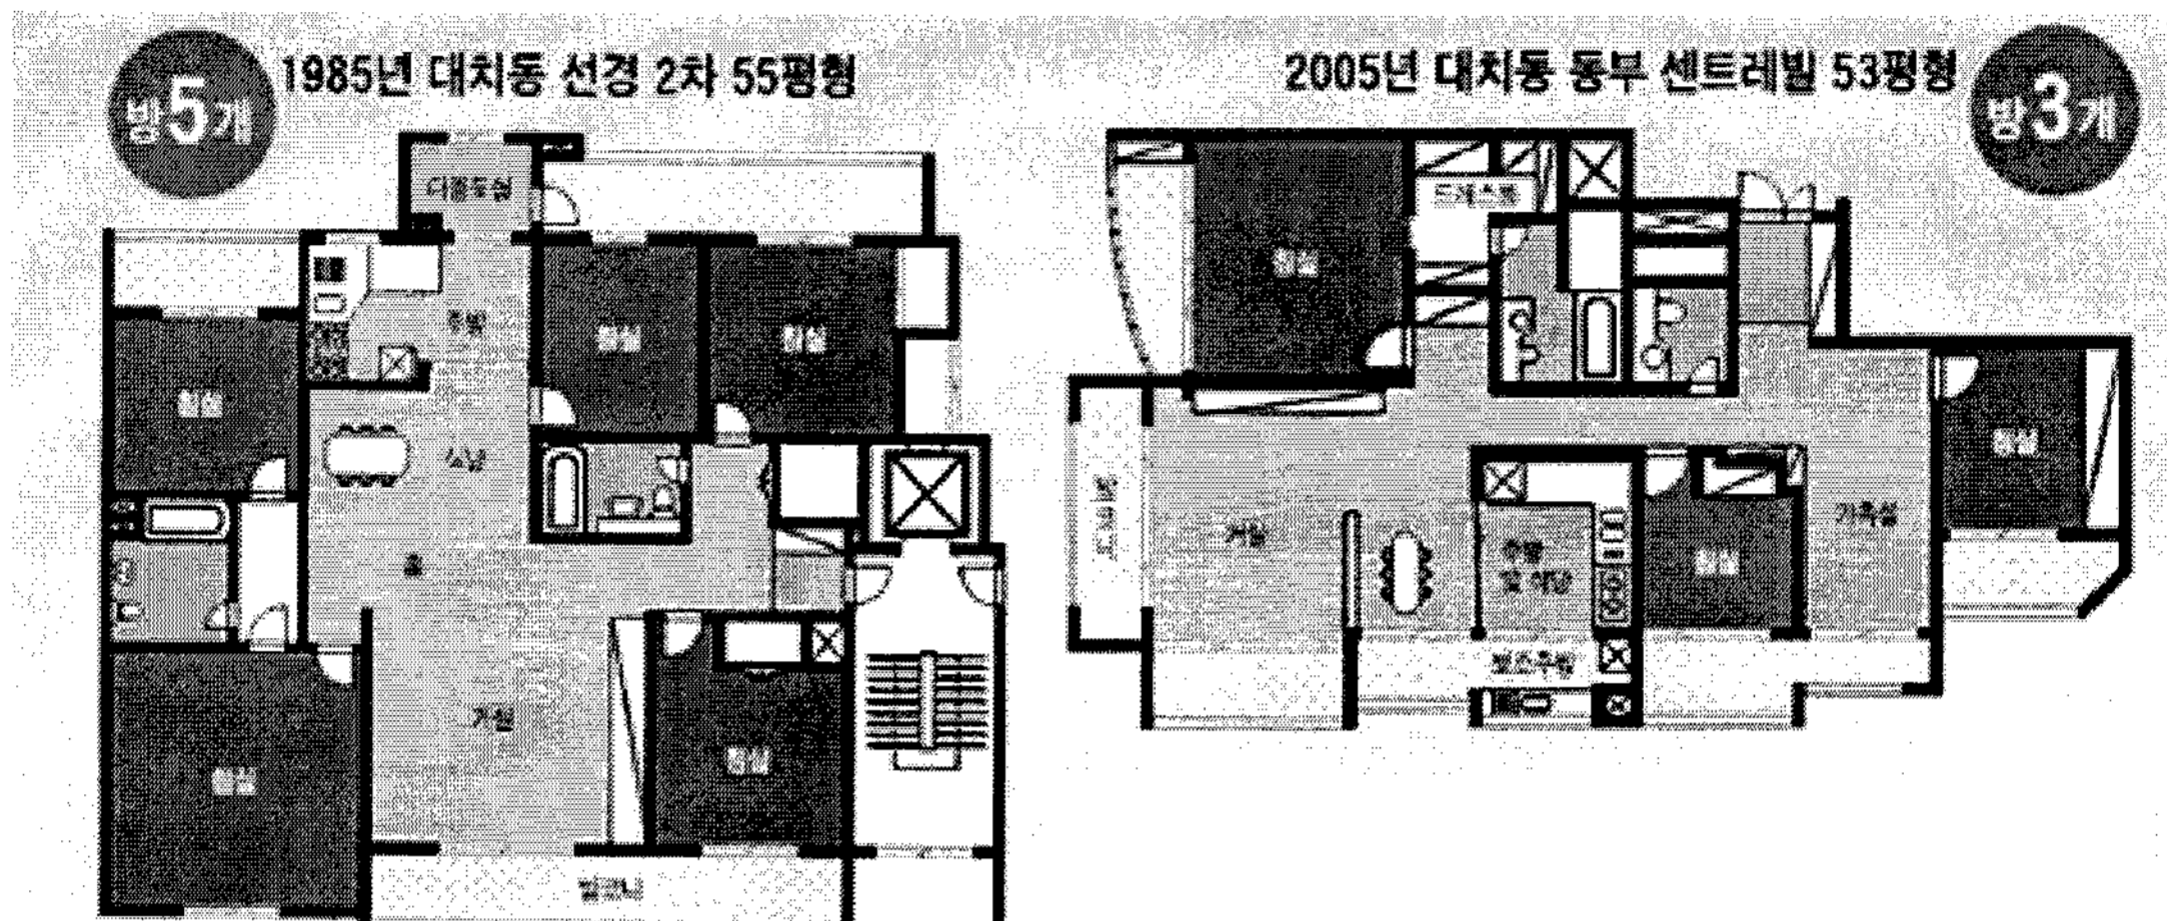 방5개
1985년 대치동 선경 2차 55평형
다용도실
주방
침실
침실
침실
식당
홀
거실
침실
침실
발코니
2005년 대치동 동부 센트레빌 53평형
방3개
드레스룸
침실
침실
거실
주방
및 식당
침실
가족실
보조주방